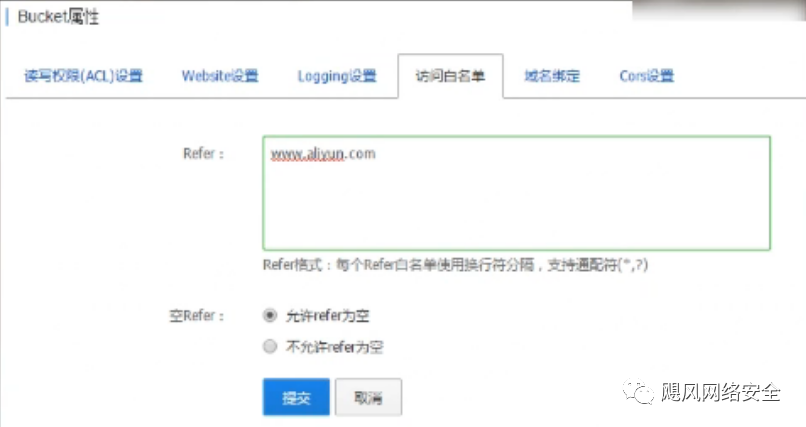 Bucket属性
读写权限(ACL)设置 Website设置 Logging设置 访问白名单 域名绑定 Cors设置
Refer： www.aliyun.com
Refer格式：每个Refer白名单使用换行符分隔，支持通配符(*,?)
空Refer： 允许refer为空
不允许refer为空
提交 取消
飓风网络安全